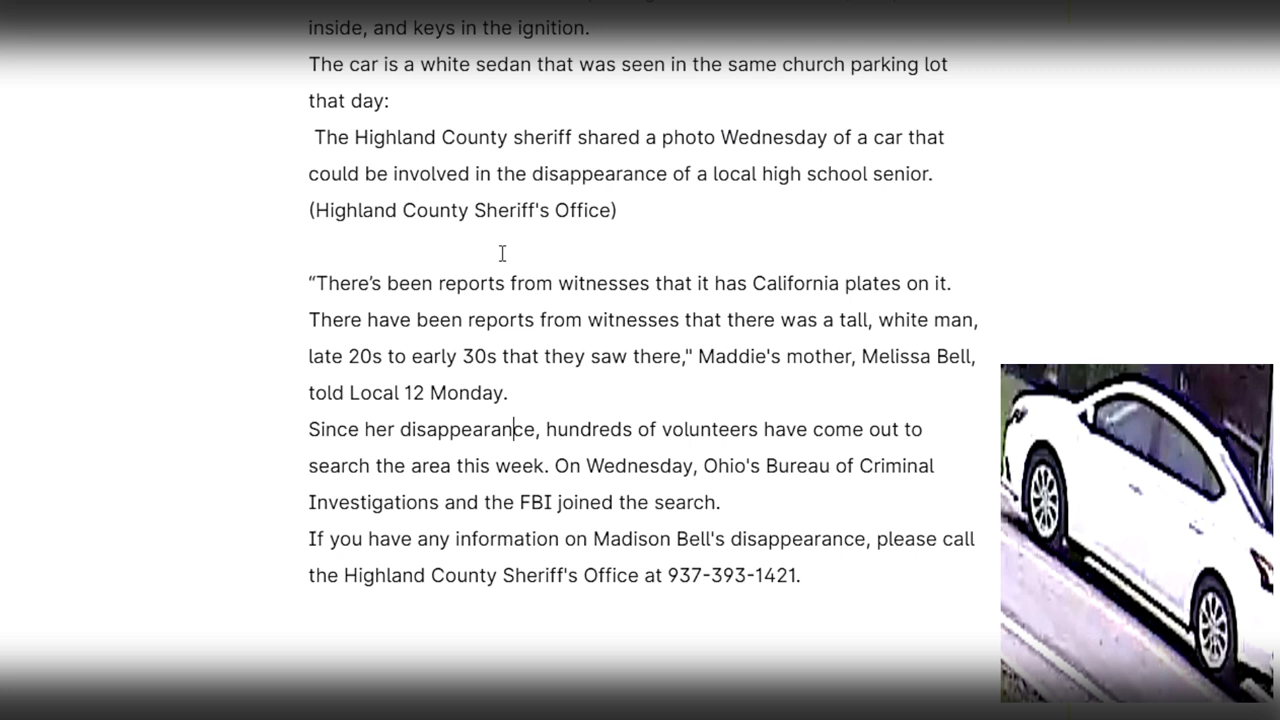 inside, and keys in the ignition.
The car is a white sedan that was seen in the same church parking lot
that day:
The Highland County sheriff shared a photo Wednesday of a car that
could be involved in the disappearance of a local high school senior.
(Highland County Sheriff's Office)
“There’s been reports from witnesses that it has California plates on it.
There have been reports from witnesses that there was a tall, white man,
late 20s to early 30s that they saw there," Maddie's mother, Melissa Bell,
told Local 12 Monday.
Since her disappearance, hundreds of volunteers have come out to
search the area this week. On Wednesday, Ohio's Bureau of Criminal
Investigations and the FBI joined the search.
If you have any information on Madison Bell's disappearance, please call
the Highland County Sheriff's Office at 937-393-1421.